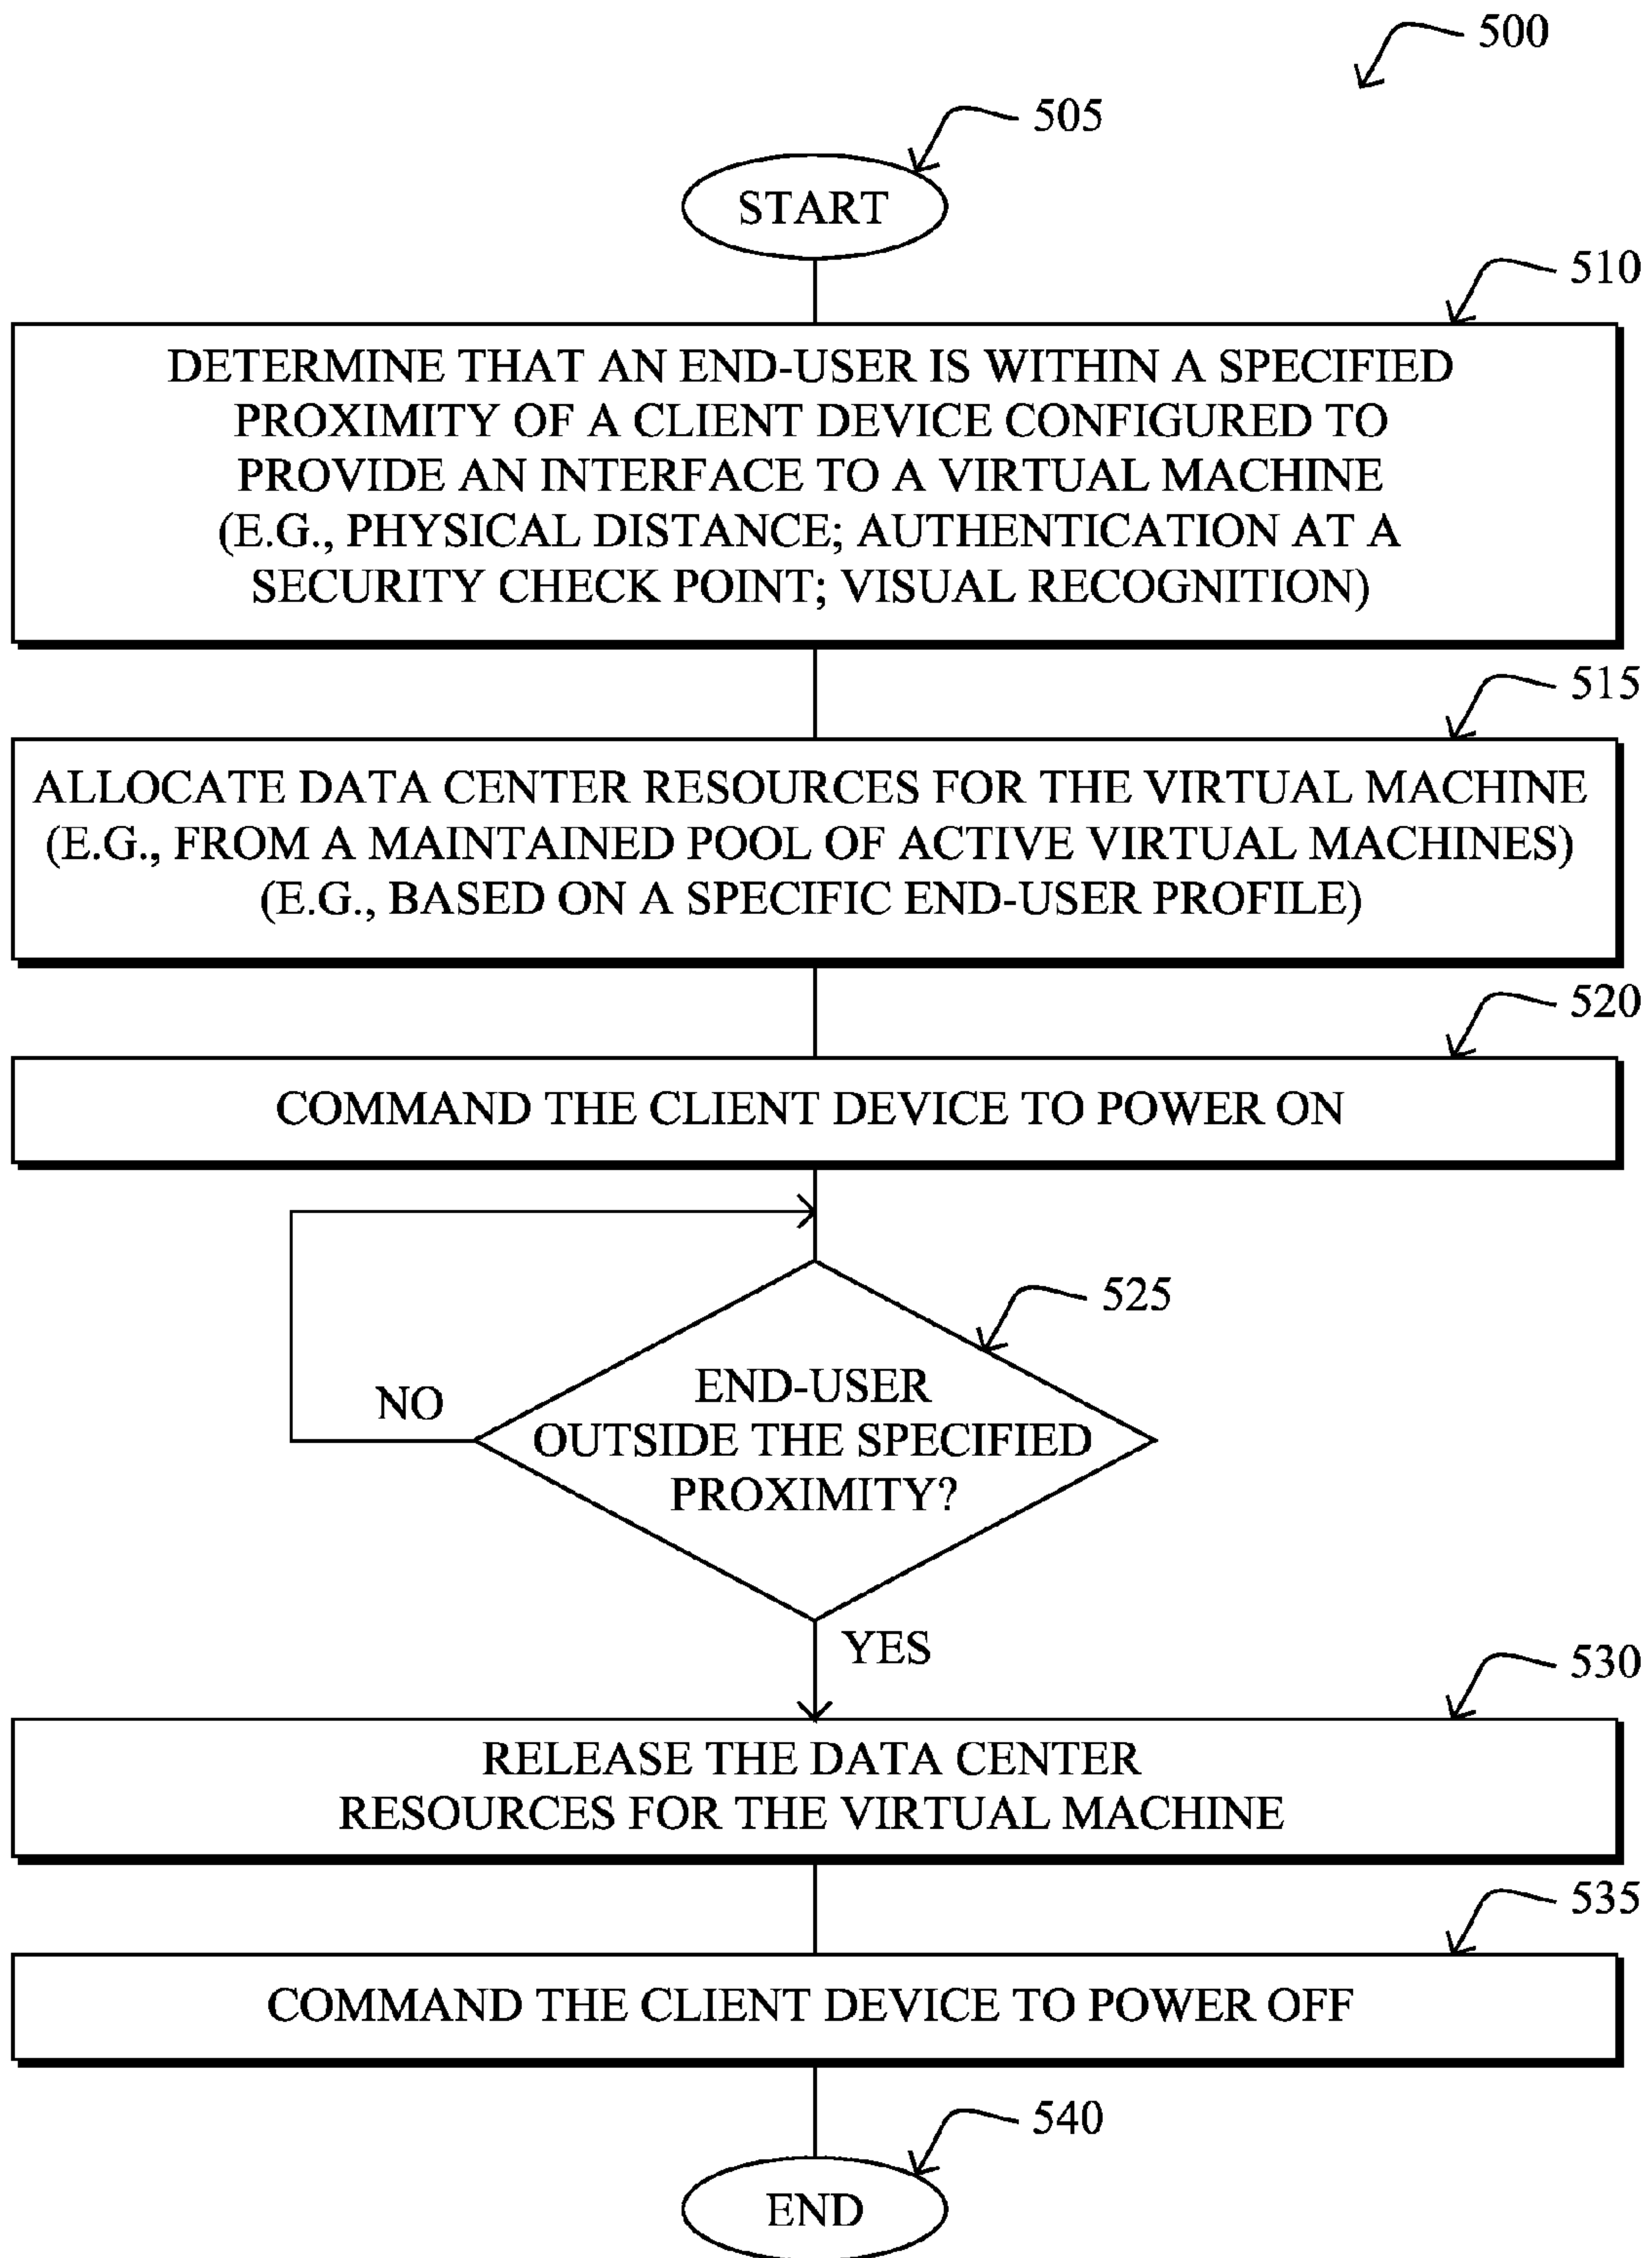 500
505
START
510
DETERMINE THAT AN END-USER IS WITHIN A SPECIFIED
PROXIMITY OF A CLIENT DEVICE CONFIGURED TO
PROVIDE AN INTERFACE TO A VIRTUAL MACHINE
(E.G., PHYSICAL DISTANCE; AUTHENTICATION AT A
SECURITY CHECK POINT; VISUAL RECOGNITION)
515
ALLOCATE DATA CENTER RESOURCES FOR THE VIRTUAL MACHINE
(E.G., FROM A MAINTAINED POOL OF ACTIVE VIRTUAL MACHINES)
(E.G., BASED ON A SPECIFIC END-USER PROFILE)
520
COMMAND THE CLIENT DEVICE TO POWER ON
525
END-USER
OUTSIDE THE SPECIFIED
PROXIMITY?
NO
YES
530
RELEASE THE DATA CENTER
RESOURCES FOR THE VIRTUAL MACHINE
535
COMMAND THE CLIENT DEVICE TO POWER OFF
540
END